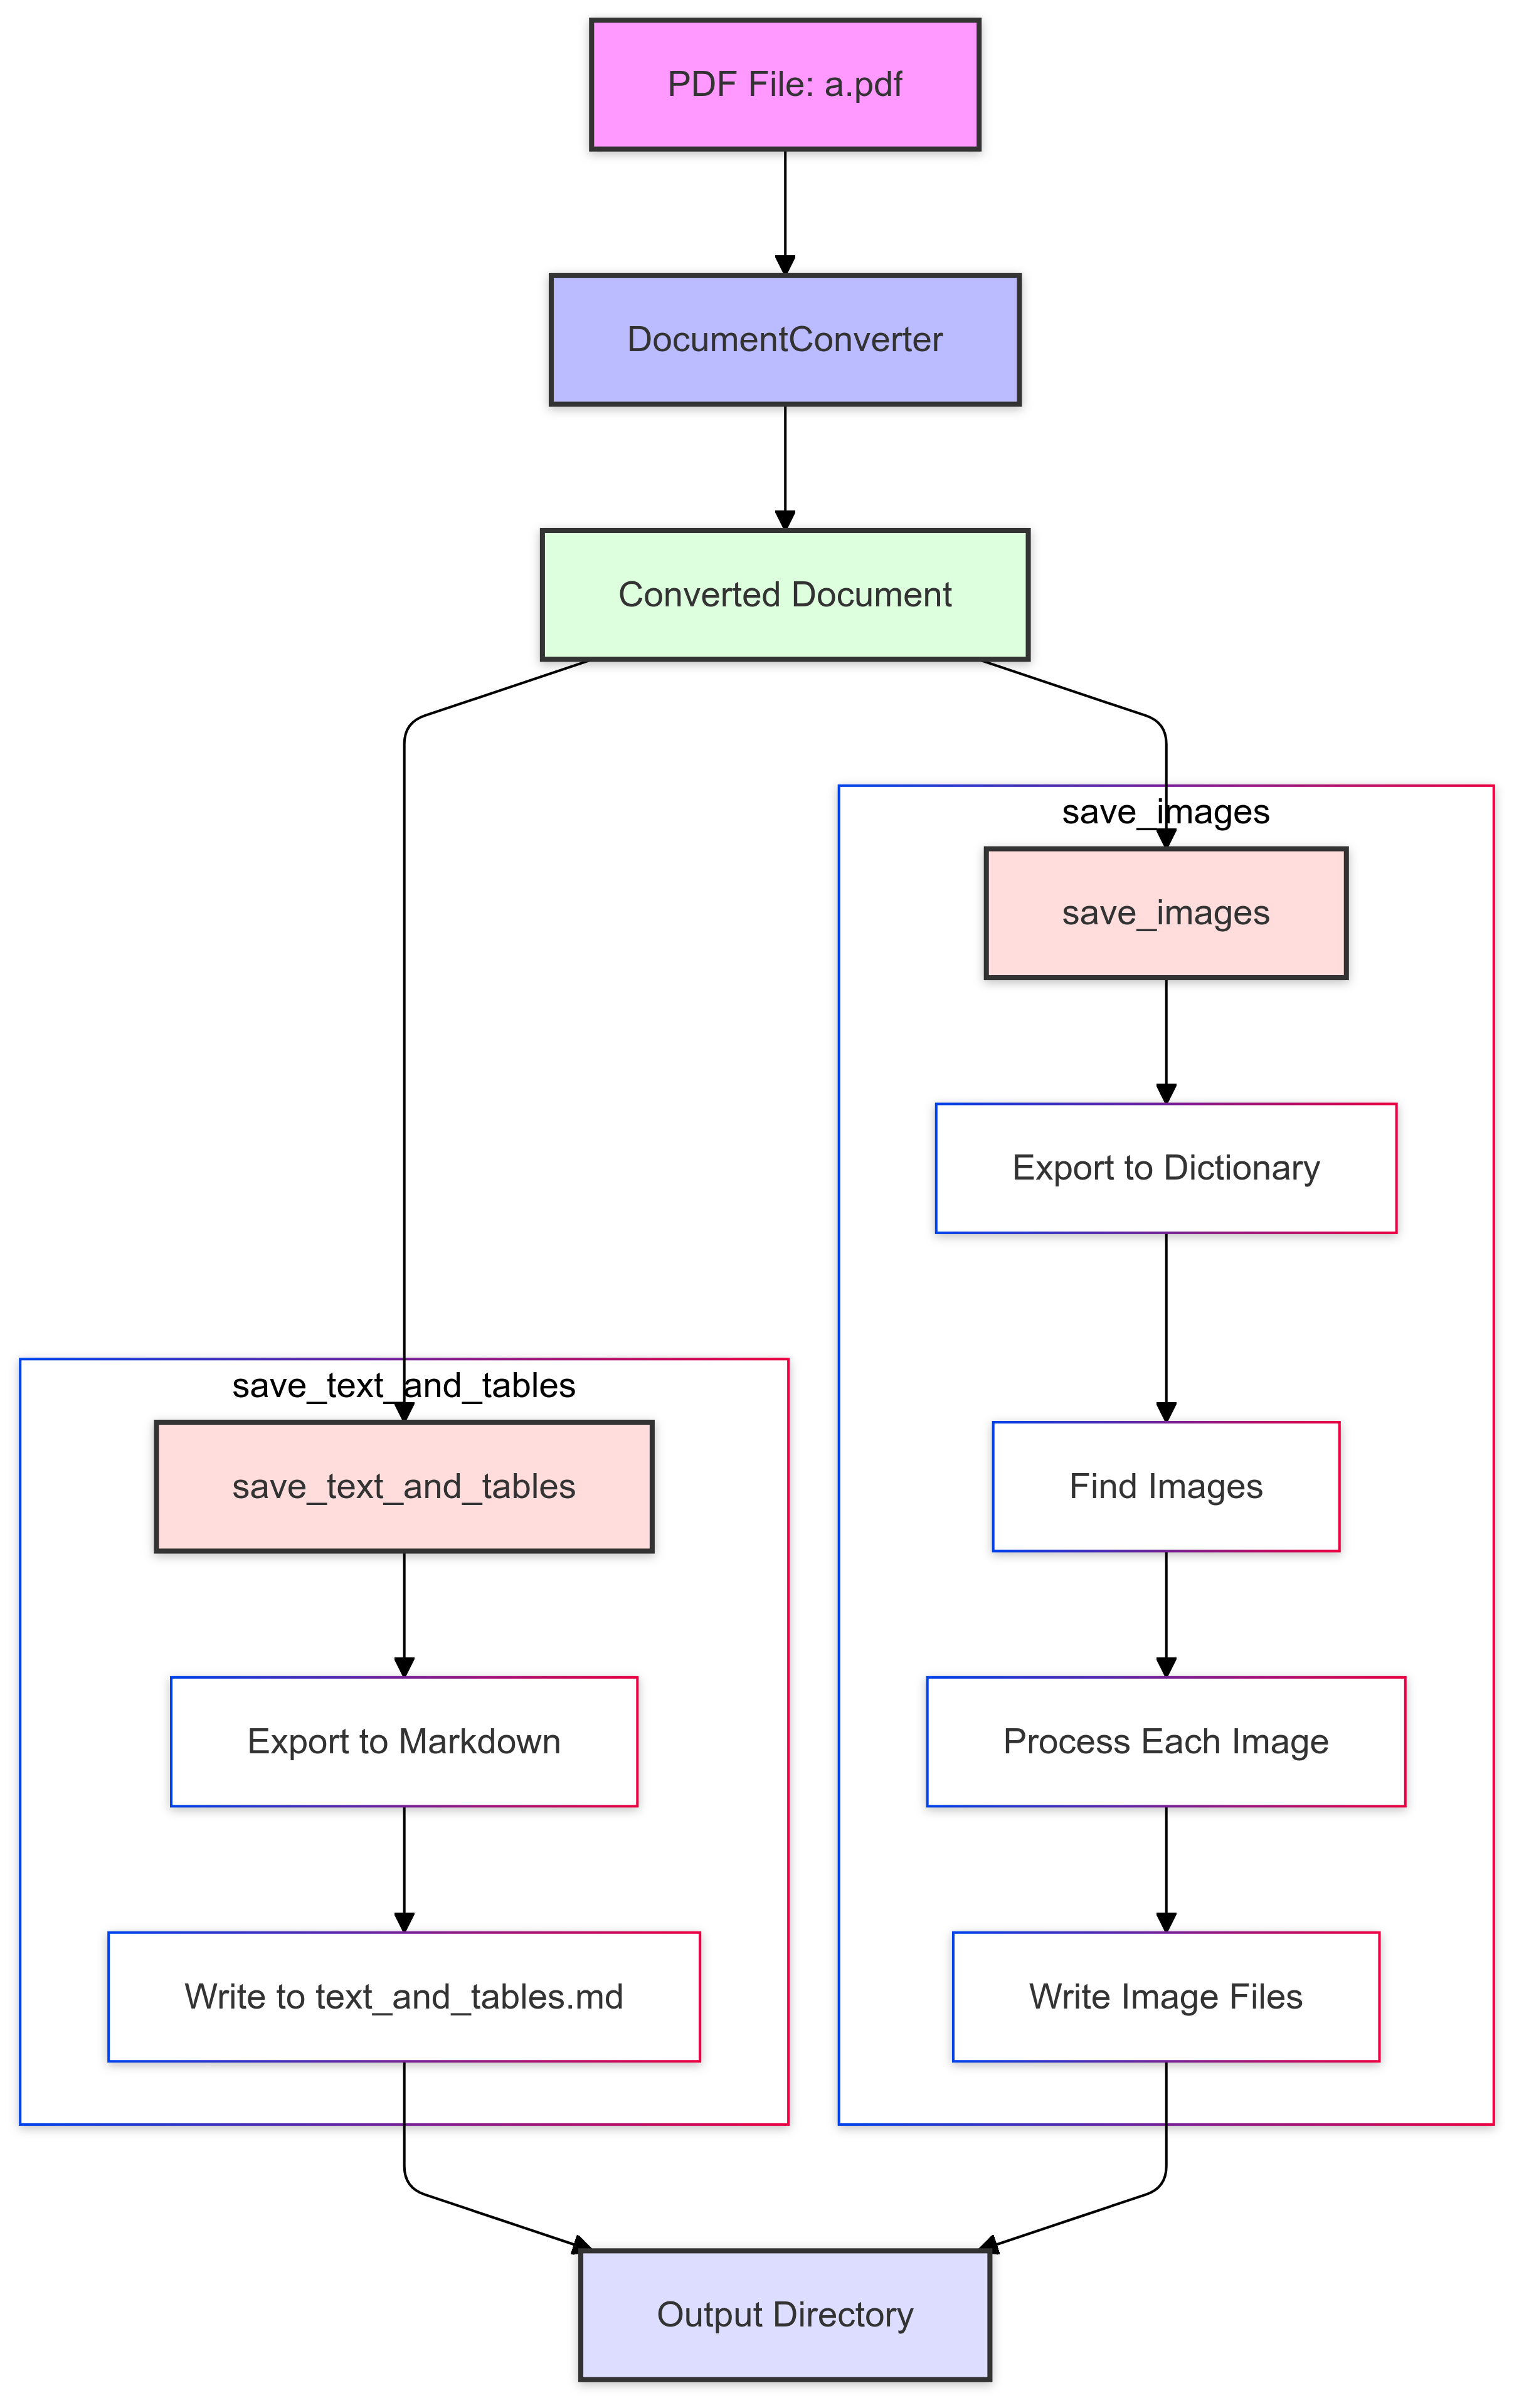 PDF File: a.pdf
DocumentConverter
Converted Document
save_images
save_images
Export to Dictionary
Find Images
Process Each Image
Write Image Files
save_text_and_tables
save_text_and_tables
Export to Markdown
Write to text_and_tables.md
Output Directory